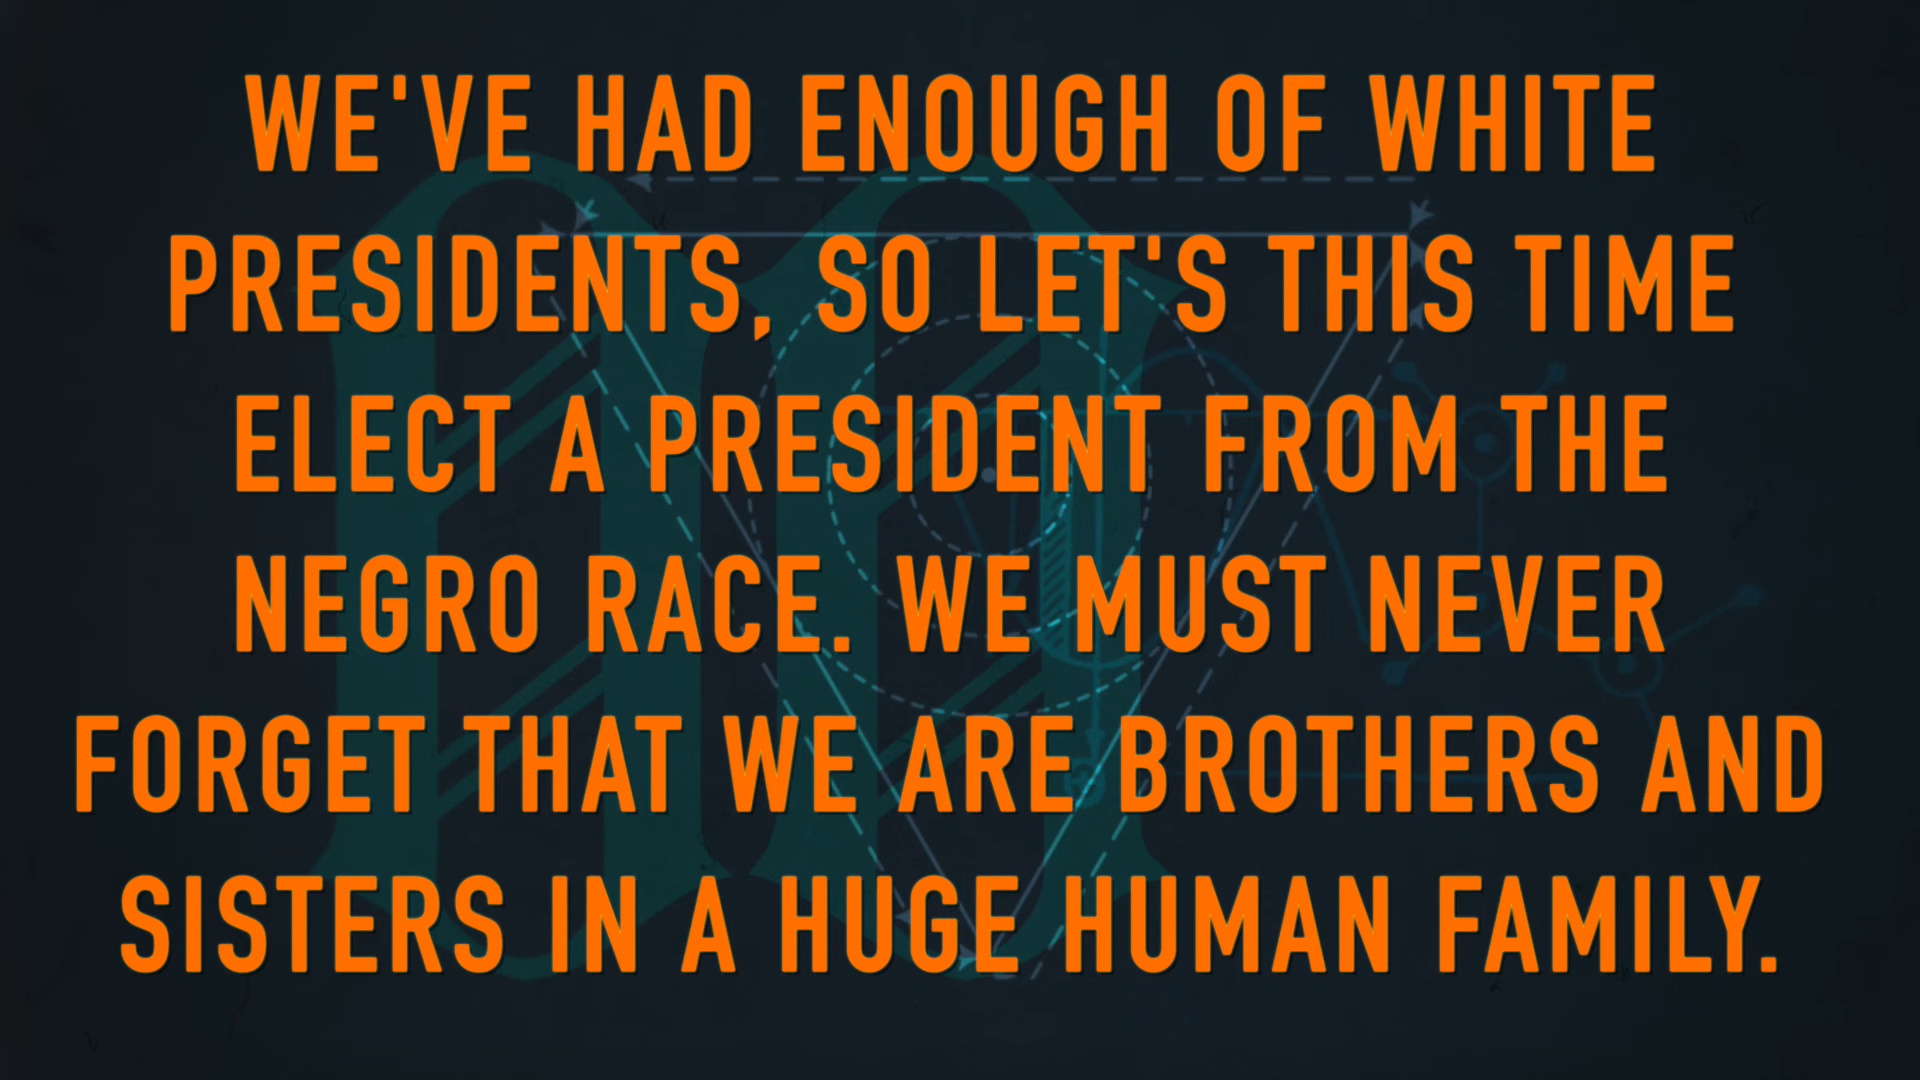 WE'VE HAD ENOUGH OF WHITE
PRESIDENTS, SO LET'S THIS TIME
ELECT A PRESIDENT FROM THE
NEGRO RACE. WE MUST NEVER
FORGET THAT WE ARE BROTHERS AND
SISTERS IN A HUGE HUMAN FAMILY.